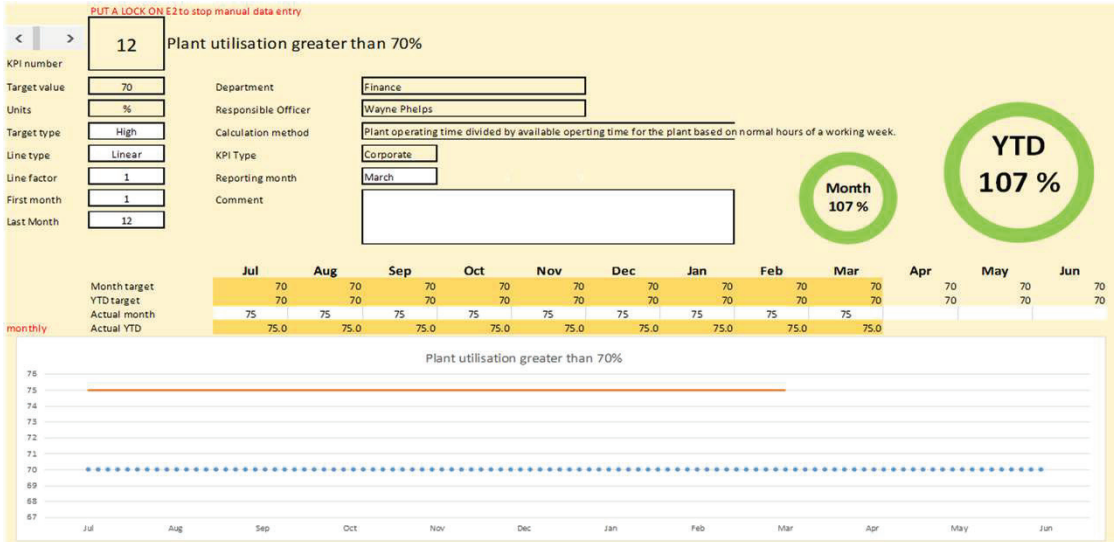 PUT A LOCK ON E2 to stop manual data entry
< >
12 Plant utilisation greater than 70%
KPI number
Target value 70 Department Finance
Units % Responsible Officer Wayne Phelps
Target type High Calculation method Plant operating time divided by available operting time for the plant based on normal hours of a working week.
Line type Linear KPI Type Corporate
Line factor 1 Reporting month March
First month 1 Comment
Last Month 12
Month
107 %
YTD
107 %
Jul Aug Sep Oct Nov Dec Jan Feb Mar Apr May Jun
Month target 70 70 70 70 70 70 70 70 70 70 70 70
YTD target 70 70 70 70 70 70 70 70 70 70 70 70
Actual month 75 75 75 75 75 75 75 75 75
monthly Actual YTD 75.0 75.0 75.0 75.0 75.0 75.0 75.0 75.0 75.0
Plant utilisation greater than 70%
76
75
74
73
72
71
70
69
68
67
Jul Aug Sep Oct Nov Dec Jan Feb Mar Apr May Jun